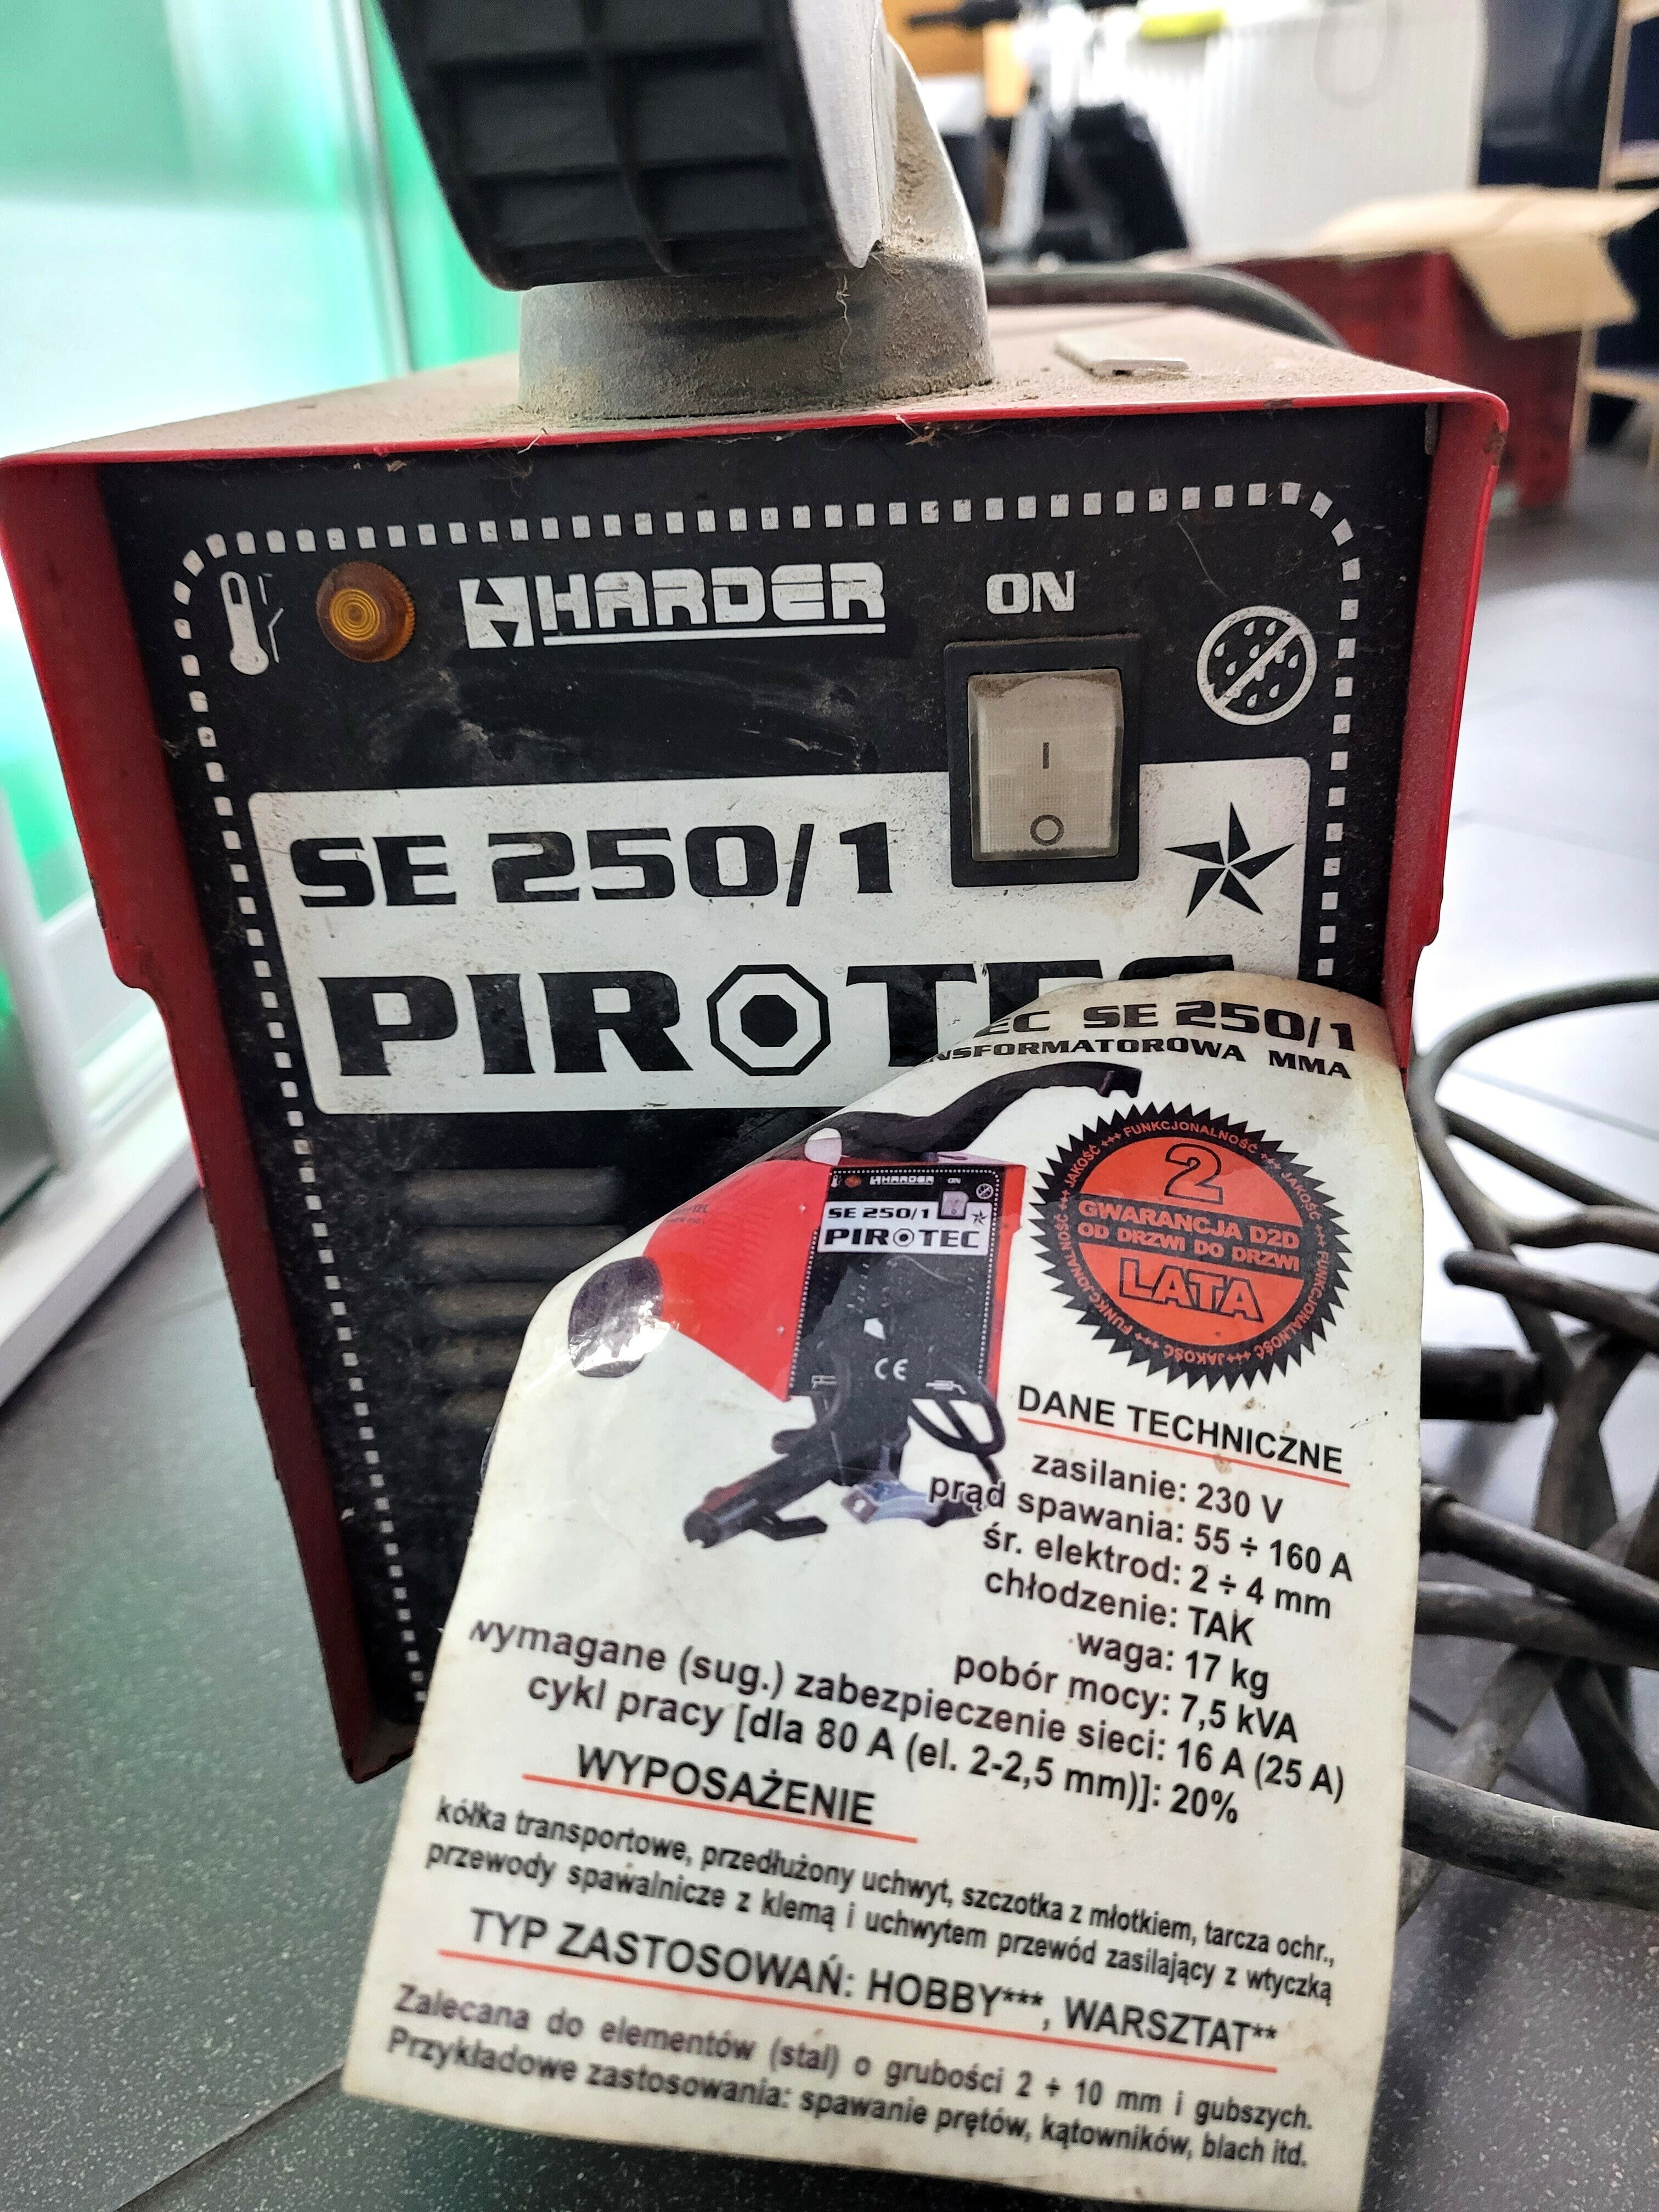 HARDER
ON
SE 250/1
PIROTEC
EC SE 250/1
NSFORMATOROWA MMA
HARDER
ON
SE 250/1
PIROTEC
CE
+++ FUNKCJONALNOŚĆ +++ JAKOŚĆ +++ FUNKCJONALNOŚĆ +++ JAKOŚĆ +++ FUNKCJONALNOŚĆ +++ JAKOŚĆ
2
GWARANCJA D2D
OD DRZWI DO DRZWI
LATA
DANE TECHNICZNE
zasilanie: 230 V
prąd spawania: 55 ÷ 160 A
śr. elektrod: 2 ÷ 4 mm
chłodzenie: TAK
waga: 17 kg
pobór mocy: 7,5 kVA
wymagane (sug.) zabezpieczenie sieci: 16 A (25 A)
cykl pracy [dla 80 A (el. 2-2,5 mm)]: 20%
WYPOSAŻENIE
kółka transportowe, przedłużony uchwyt, szczotka z młotkiem, tarcza ochr.,
przewody spawalnicze z klemą i uchwytem przewód zasilający z wtyczką
TYP ZASTOSOWAŃ: HOBBY***, WARSZTAT**
Zalecana do elementów (stal) o grubości 2 ÷ 10 mm i gubszych.
Przykładowe zastosowania: spawanie prętów, kątowników, blach itd.